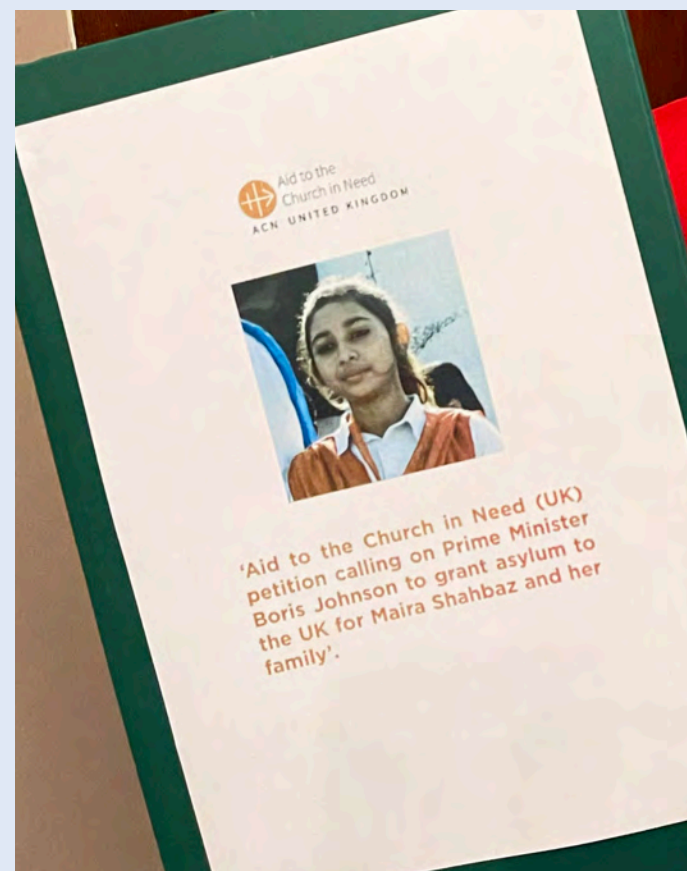 Aid to the
Church in Need
ACN UNITED KINGDOM
‘Aid to the Church in Need (UK)
petition calling on Prime Minister
Boris Johnson to grant asylum to
the UK for Maira Shahbaz and her
family’.